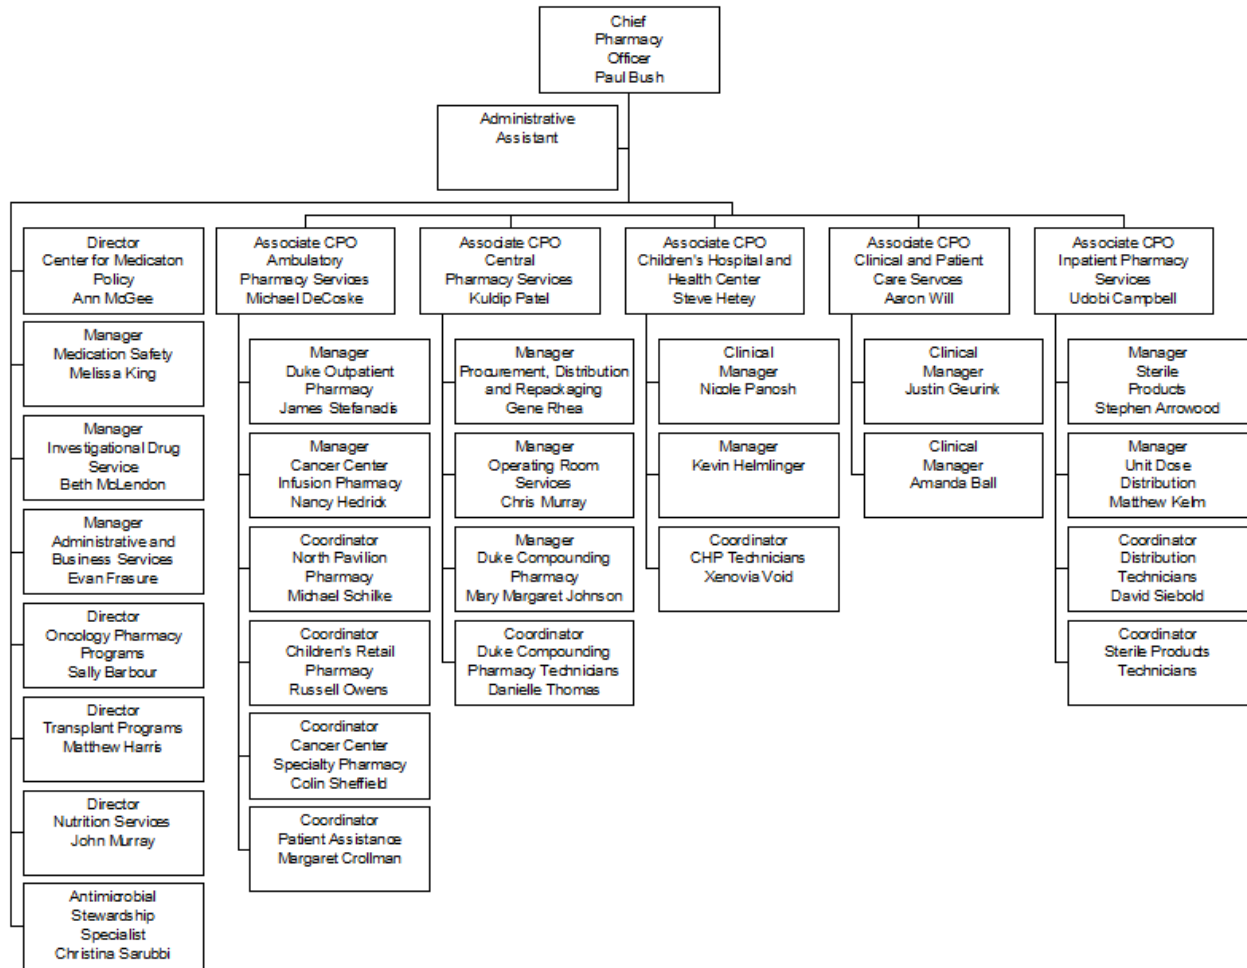 Chief
Pharmacy
Officer
Paul Bush
Administrative
Assistant
Director
Center for Medicaton
Policy
Ann McGee
Manager
Medication Safety
Melissa King
Manager
Investigational Drug
Service
Beth McLendon
Manager
Administrative and
Business Services
Evan Frasure
Director
Oncology Pharmacy
Programs
Sally Barbour
Director
Transplant Programs
Matthew Harris
Director
Nutrition Services
John Murray
Antimicrobial
Stewardship
Specialist
Christina Sarubbi
Associate CPO
Ambulatory
Pharmacy Services
Michael DeCoske
Manager
Duke Outpatient
Pharmacy
James Stefanadis
Manager
Cancer Center
Infusion Pharmacy
Nancy Hedrick
Coordinator
North Pavilion
Pharmacy
Michael Schilke
Coordinator
Children's Retail
Pharmacy
Russell Owens
Coordinator
Cancer Center
Specialty Pharmacy
Colin Sheffield
Coordinator
Patient Assistance
Margaret Crollman
Associate CPO
Central
Pharmacy Services
Kuldip Patel
Manager
Procurement, Distribution
and Repackaging
Gene Rhea
Manager
Operating Room
Services
Chris Murray
Manager
Duke Compounding
Pharmacy
Mary Margaret Johnson
Coordinator
Duke Compounding
Pharmacy Technicians
Danielle Thomas
Associate CPO
Children's Hospital and
Health Center
Steve Hetey
Clinical
Manager
Nicole Panosh
Manager
Kevin Helmlinger
Coordinator
CHP Technicians
Xenovia Void
Associate CPO
Clinical and Patient
Care Servces
Aaron Will
Clinical
Manager
Justin Geurink
Clinical
Manager
Amanda Ball
Associate CPO
Inpatient Pharmacy
Services
Udobi Campbell
Manager
Sterile
Products
Stephen Arrowood
Manager
Unit Dose
Distribution
Matthew Kelm
Coordinator
Distribution
Technicians
David Siebold
Coordinator
Sterile Products
Technicians